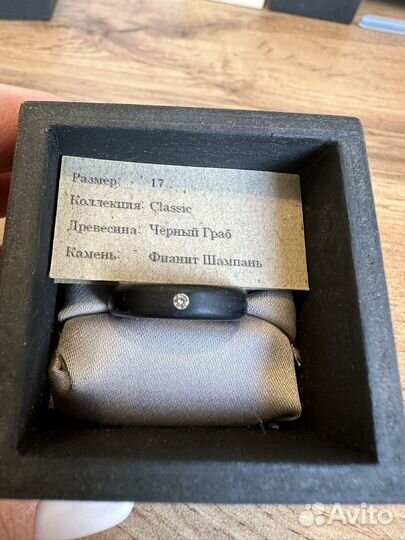 Размер: 17
Коллекция: Classic
Древесина: Чёрный Граб
Камень: Фианит Шампань
Avito